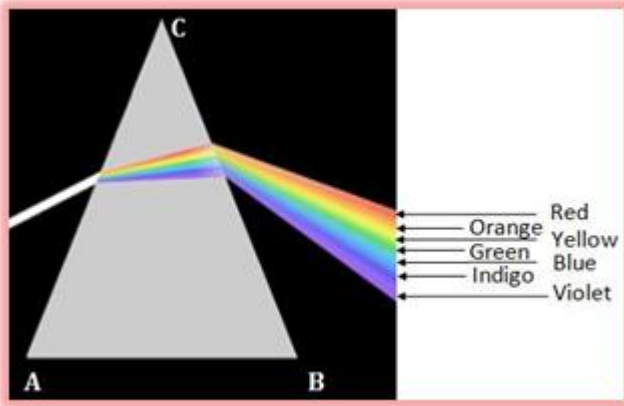 C
Red
Orange
Yellow
Green
Blue
Indigo
Violet
A
B